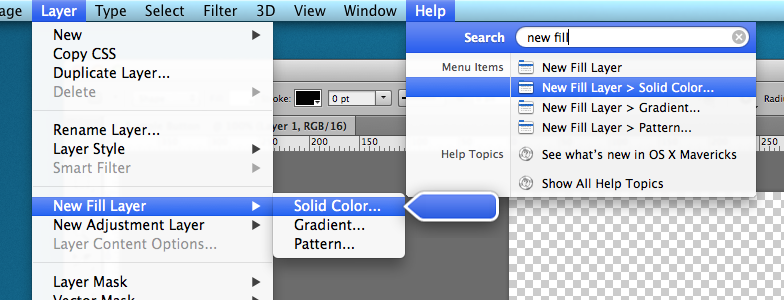 age Layer Type Select Filter 3D View Window Help
Search new fill
Menu Items New Fill Layer
New Fill Layer > Solid Color...
New Fill Layer > Gradient...
New Fill Layer > Pattern...
Help Topics See what's new in OS X Mavericks
Show All Help Topics
New
Copy CSS
Duplicate Layer...
Delete
Rename Layer...
Layer Style
Smart Filter
New Fill Layer
New Adjustment Layer
Layer Content Options...
Layer Mask
Vector Mask
Solid Color...
Gradient...
Pattern...
oke: 0 pt
yer 1, RGB/16)
150 200
250
Radi